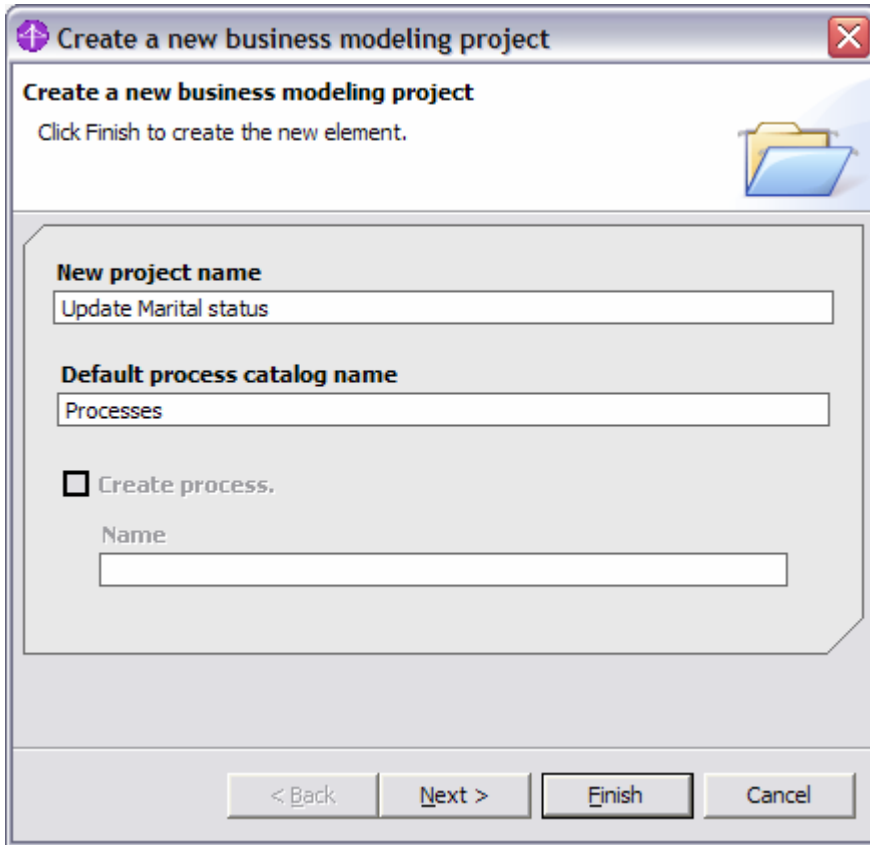 Create a new business modeling project
Create a new business modeling project
Click Finish to create the new element.
New project name
Update Marital status
Default process catalog name
Processes
Create process.
Name
< Back Next > Finish Cancel